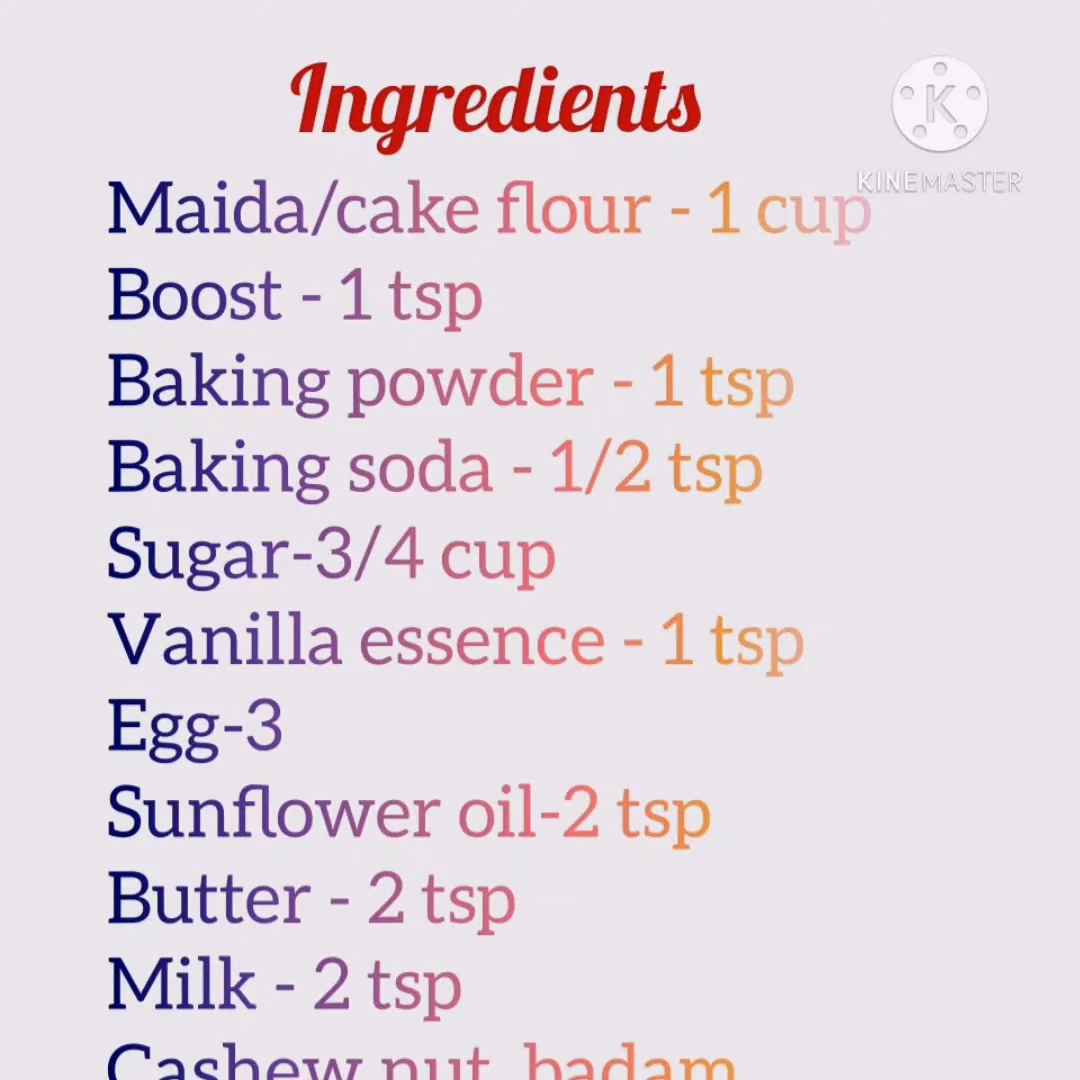 Ingredients
K
KINEMASTER
Maida/cake flour - 1 cup
Boost - 1 tsp
Baking powder - 1 tsp
Baking soda - 1/2 tsp
Sugar-3/4 cup
Vanilla essence - 1 tsp
Egg-3
Sunflower oil-2 tsp
Butter - 2 tsp
Milk - 2 tsp
Cashew nut, badam